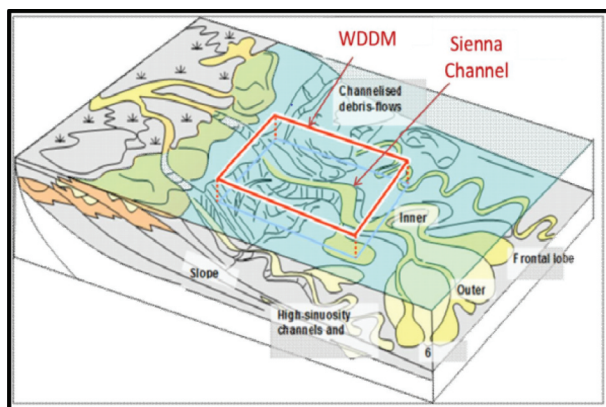 WDDM
Sienna
Channel
Channelised
debris-flows
Inner
Frontal lobe
Slope
Outer
High-sinuosity
channels and
6